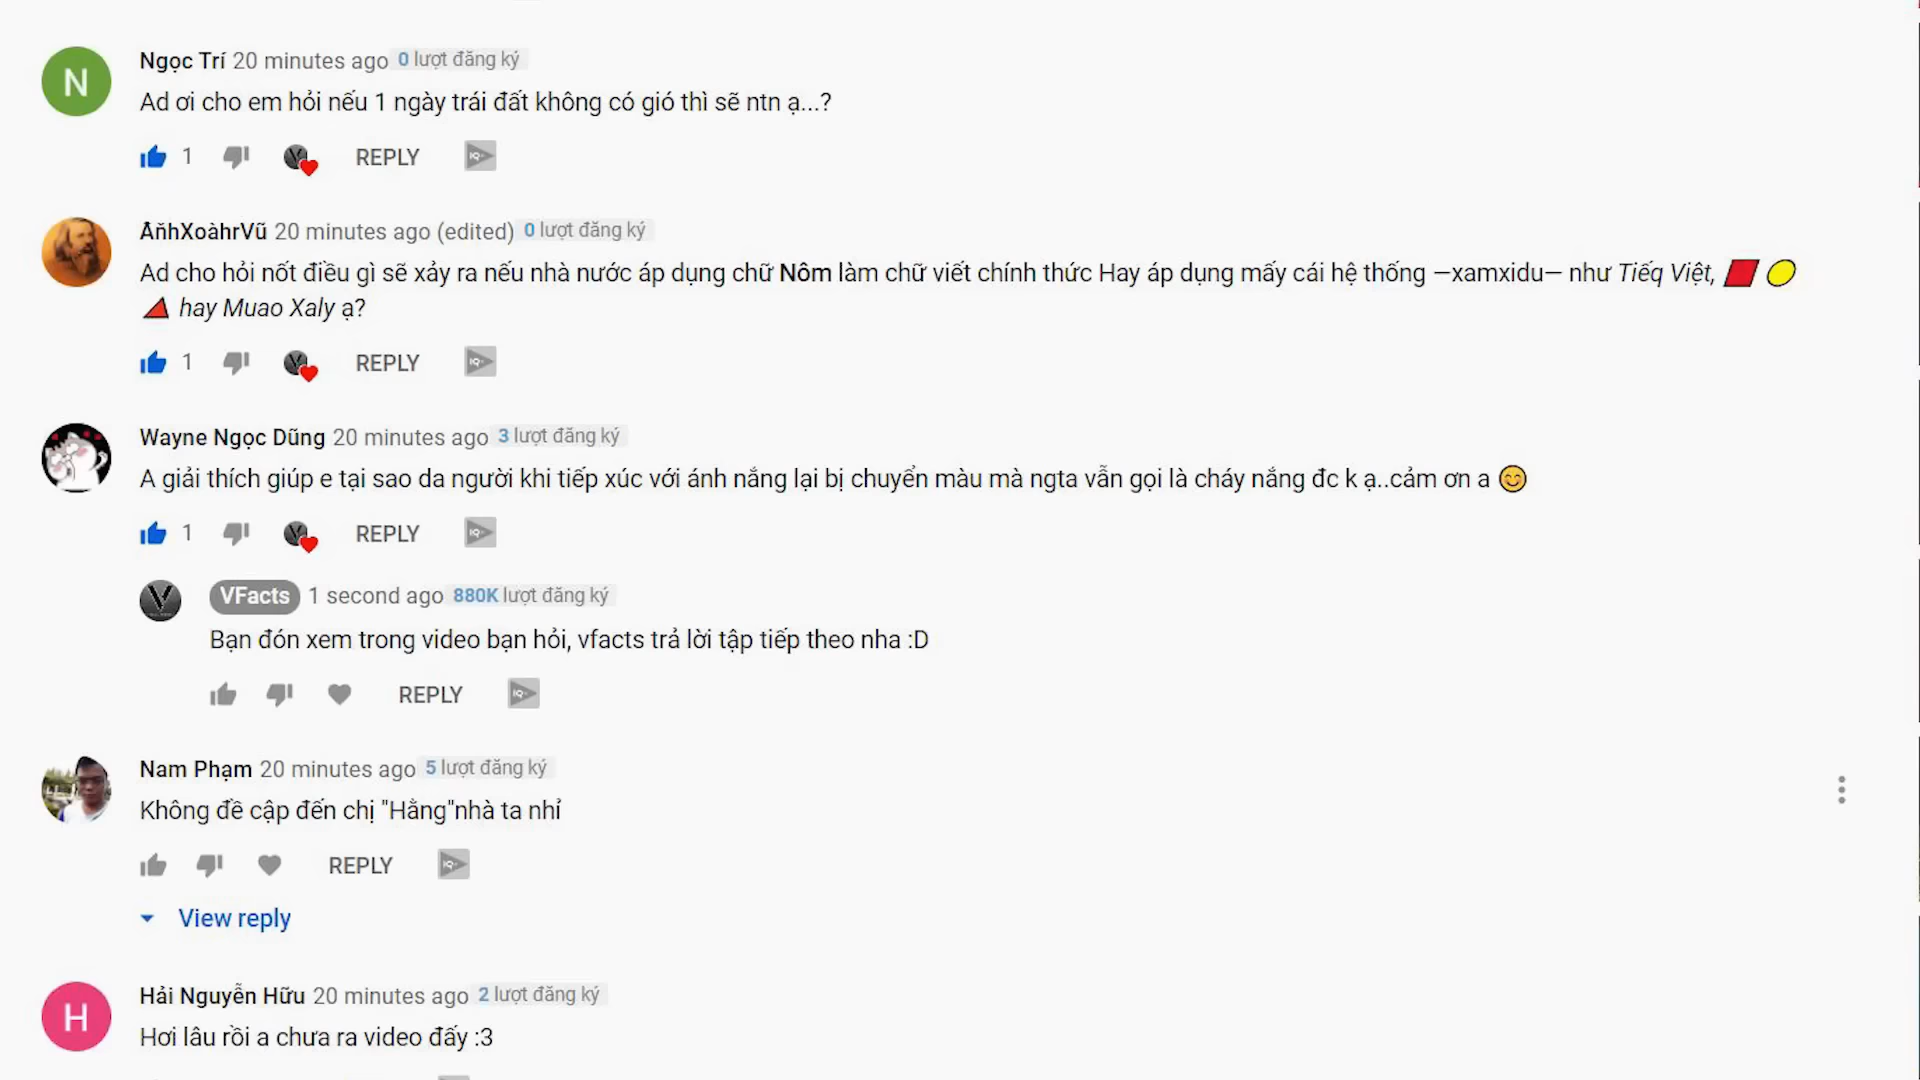 N
Ngọc Trí 20 minutes ago 0 lượt đăng ký
Ad ơi cho em hỏi nếu 1 ngày trái đất không có gió thì sẽ ntn ạ...?
1 REPLY
ẢňhXoàhrVũ 20 minutes ago (edited) 0 lượt đăng ký
Ad cho hỏi nốt điều gì sẽ xảy ra nếu nhà nước áp dụng chữ Nôm làm chữ viết chính thức Hay áp dụng mấy cái hệ thống —xamxidu— như Tiếq Việt,
hay Muao Xaly ạ?
1 REPLY
Wayne Ngọc Dũng 20 minutes ago 3 lượt đăng ký
A giải thích giúp e tại sao da người khi tiếp xúc với ánh nắng lại bị chuyển màu mà ngta vẫn gọi là cháy nắng đc k ạ..cảm ơn a 😊
1 REPLY
VFacts 1 second ago 880K lượt đăng ký
Bạn đón xem trong video bạn hỏi, vfacts trả lời tập tiếp theo nha :D
REPLY
Nam Phạm 20 minutes ago 5 lượt đăng ký
Không đề cập đến chị "Hằng"nhà ta nhỉ
REPLY
View reply
H
Hải Nguyễn Hữu 20 minutes ago 2 lượt đăng ký
Hơi lâu rồi a chưa ra video đấy :3